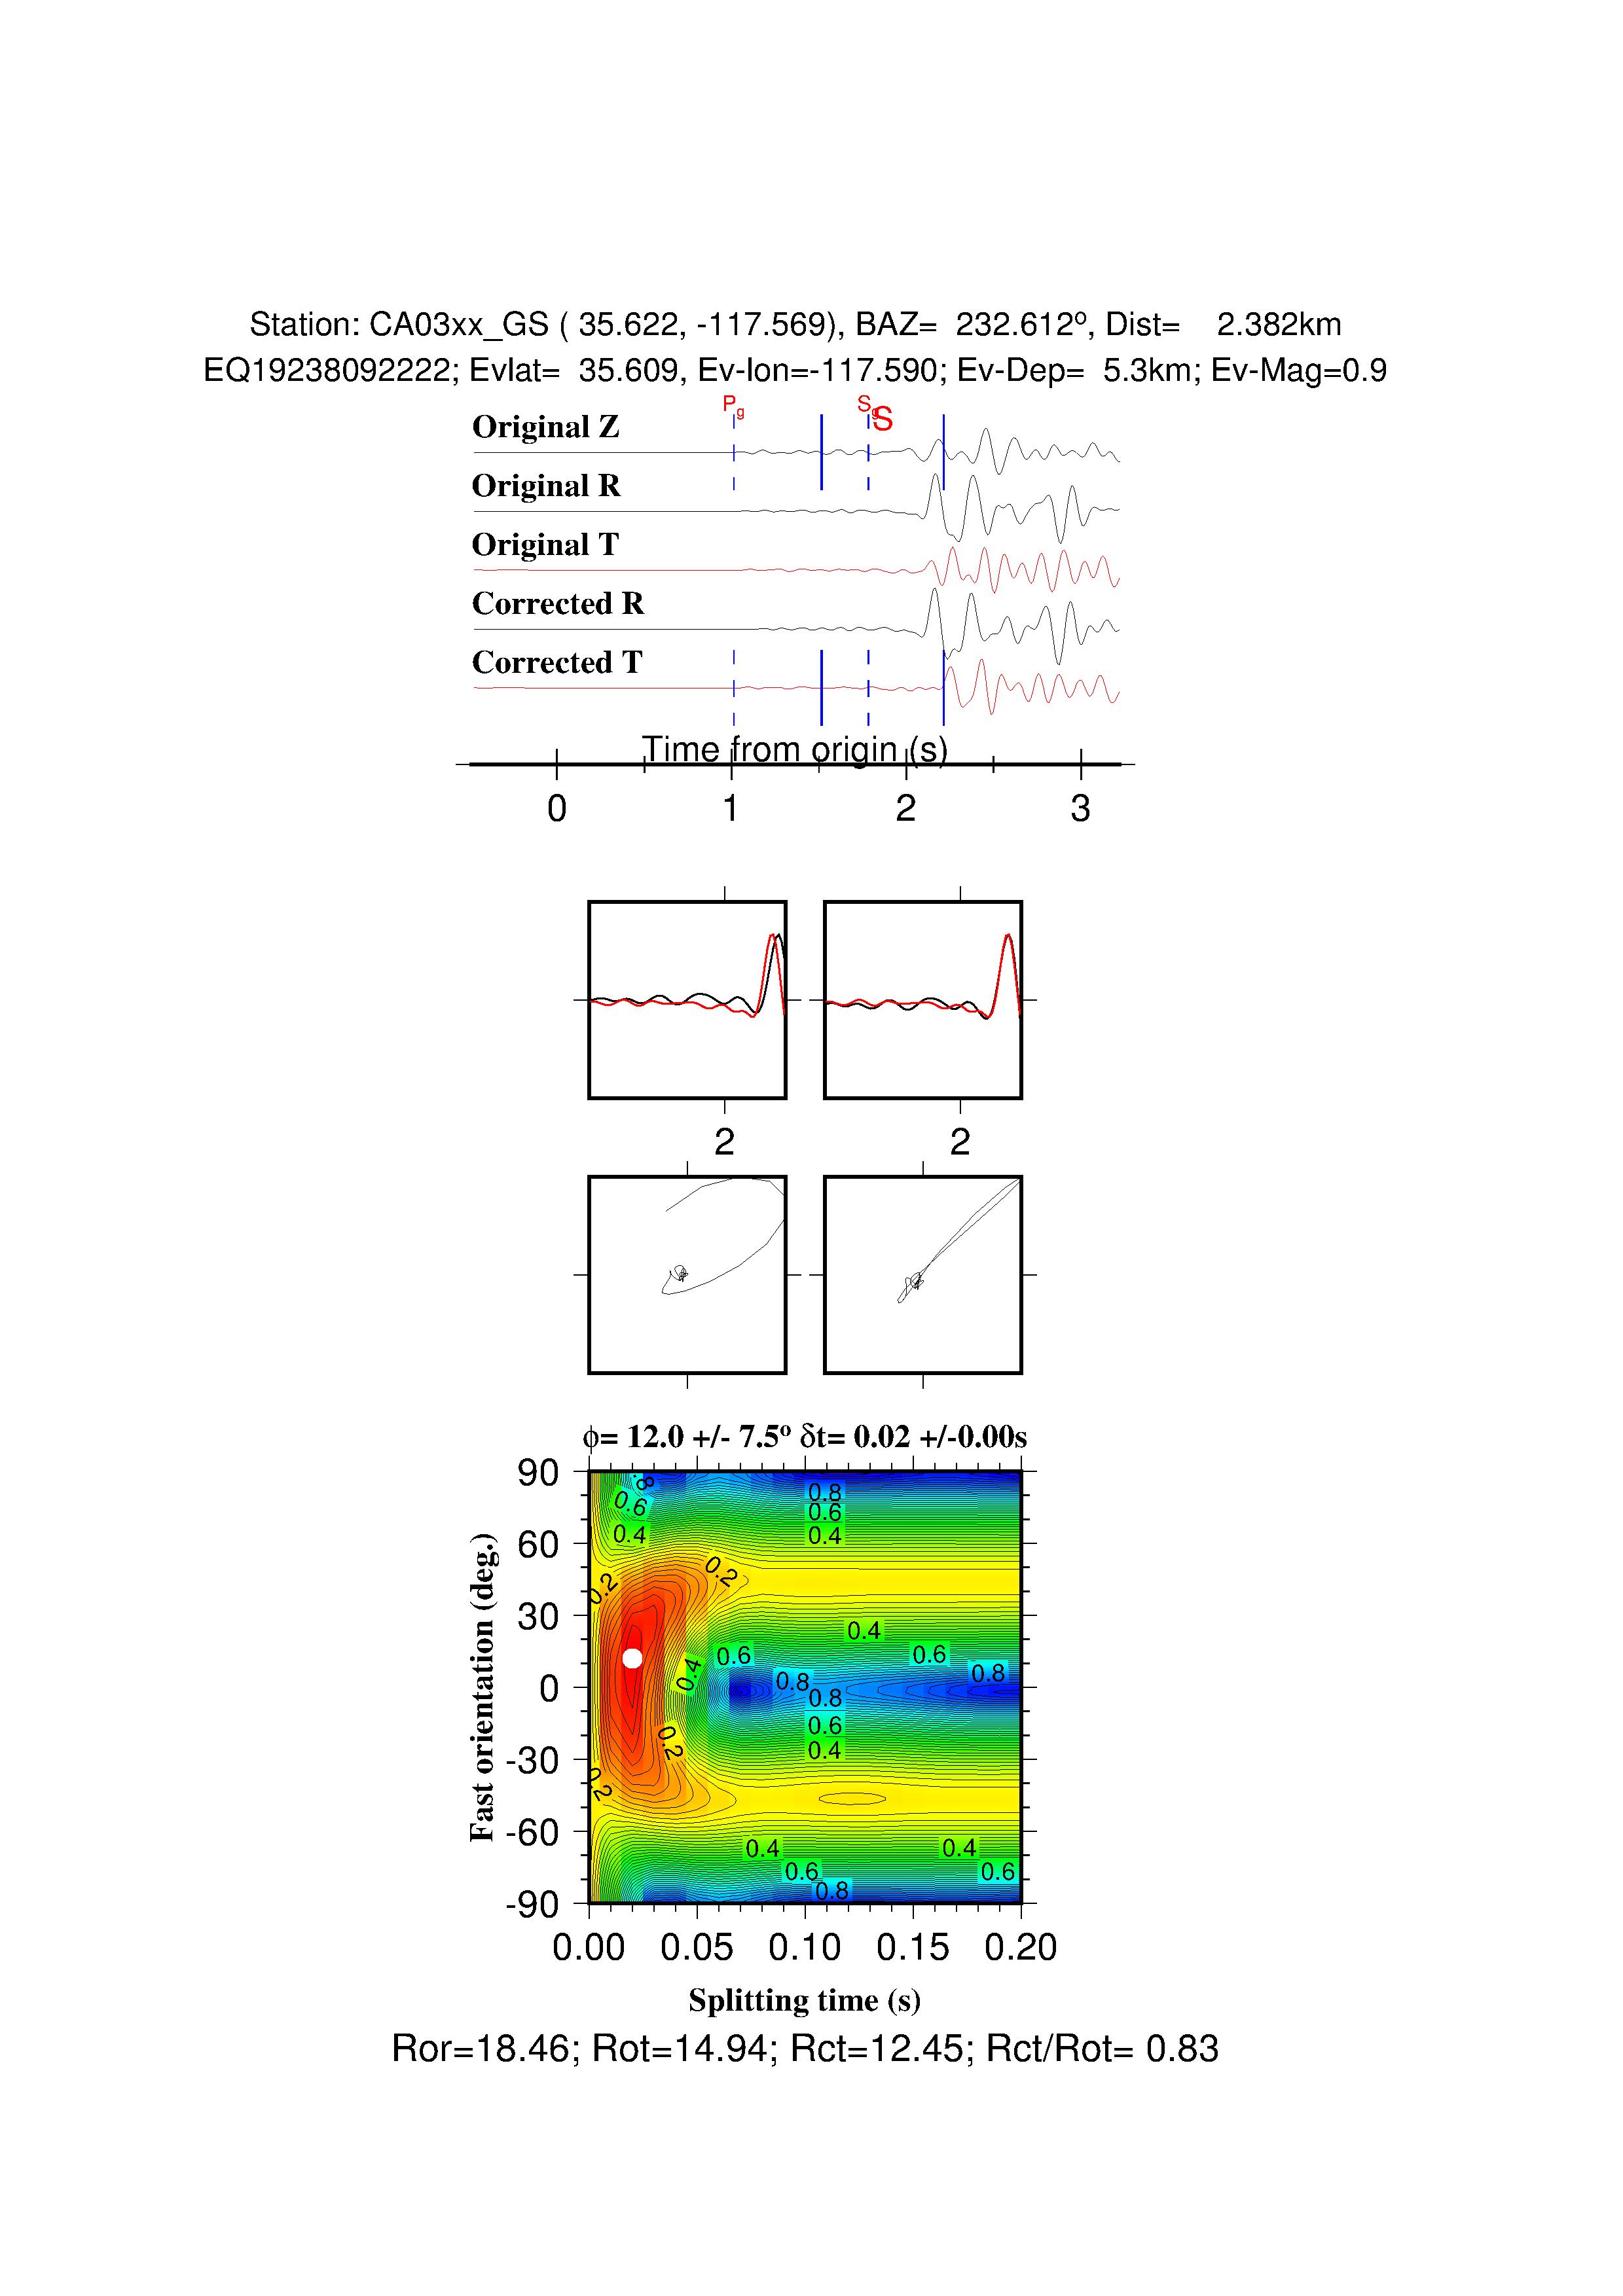 Station: CA03xx_GS ( 35.622, -117.569), BAZ= 232.612º, Dist= 2.382km
EQ19238092222; Evlat= 35.609, Ev-lon=-117.590; Ev-Dep= 5.3km; Ev-Mag=0.9
Pg Sg S
Original Z
Original R
Original T
Corrected R
Corrected T
Time from origin (s)
0 1 2 3
2 2
ϕ= 12.0 +/- 7.5º δt= 0.02 +/-0.00s
90
60
30
0
-30
-60
-90
Fast orientation (deg.)
0.8 0.8
0.6 0.6
0.4 0.4
0.2 0.2
0.4
0.6 0.6
0.4 0.8 0.8
0.8
0.6
0.2 0.4
0.2
0.4 0.4
0.6 0.6
0.8
0.00 0.05 0.10 0.15 0.20
Splitting time (s)
Ror=18.46; Rot=14.94; Rct=12.45; Rct/Rot= 0.83